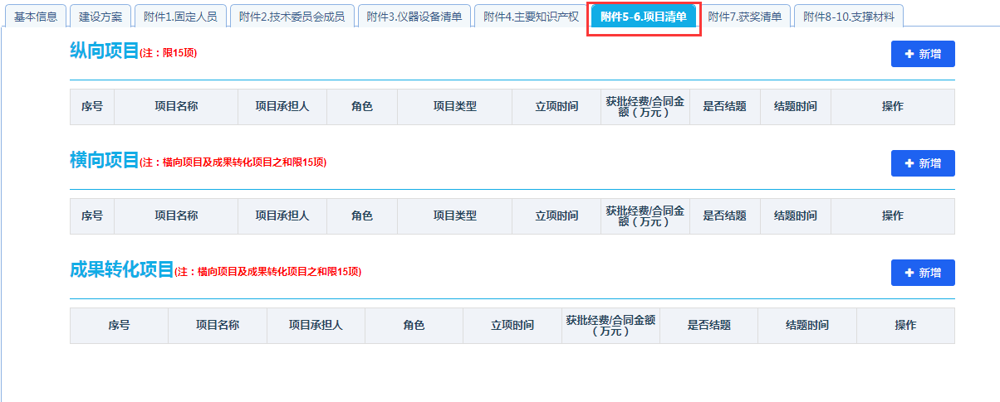 基本信息 建设方案 附件1.固定人员 附件2.技术委员会成员 附件3.仪器设备清单 附件4.主要知识产权 附件5-6.项目清单 附件7.获奖清单 附件8-10.支撑材料
纵向项目(注：限15项) 新增
序号 项目名称 项目承担人 角色 项目类型 立项时间 获批经费/合同金额（万元） 是否结题 结题时间 操作
横向项目(注：横向项目及成果转化项目之和限15项) 新增
序号 项目名称 项目承担人 角色 项目类型 立项时间 获批经费/合同金额（万元） 是否结题 结题时间 操作
成果转化项目(注：横向项目及成果转化项目之和限15项) 新增
序号 项目名称 项目承担人 角色 立项时间 获批经费/合同金额（万元） 是否结题 结题时间 操作